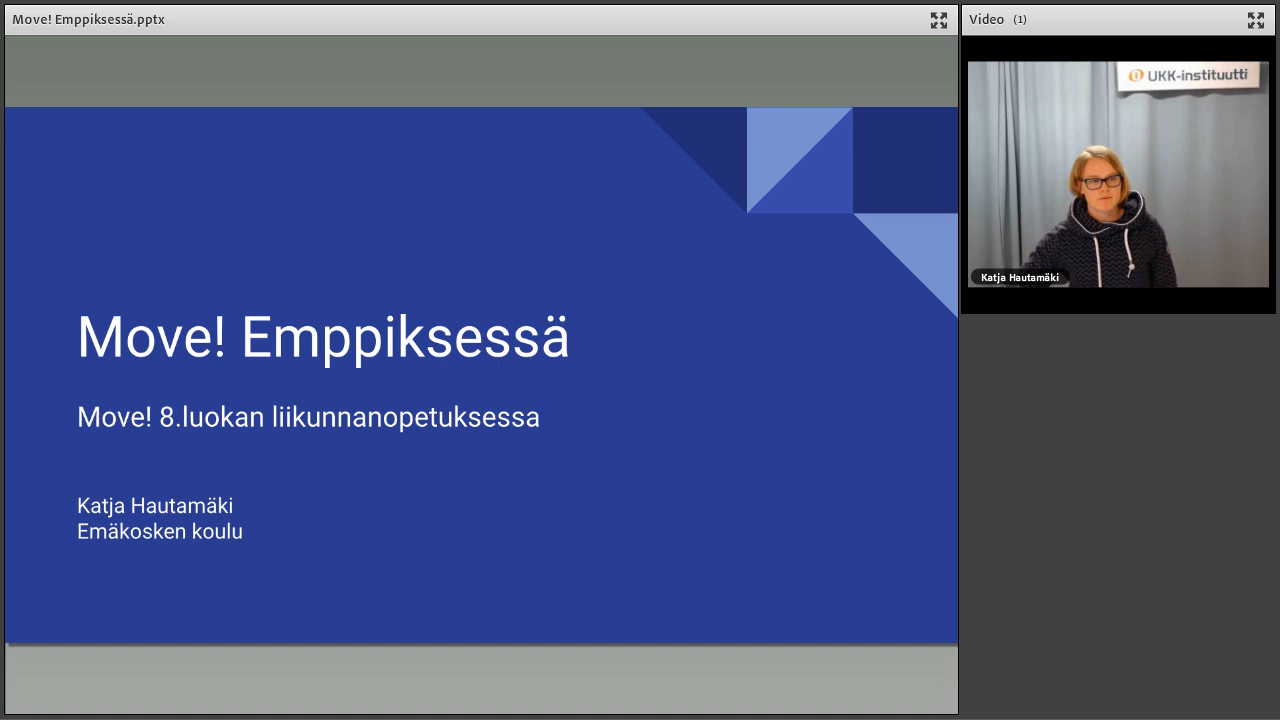 Move! Emppiksessä.pptx
Video (1)
UKK-instituutti
Katja Hautamäki
Move! Emppiksessä
Move! 8.luokan liikunnanopetuksessa
Katja Hautamäki
Emäkosken koulu